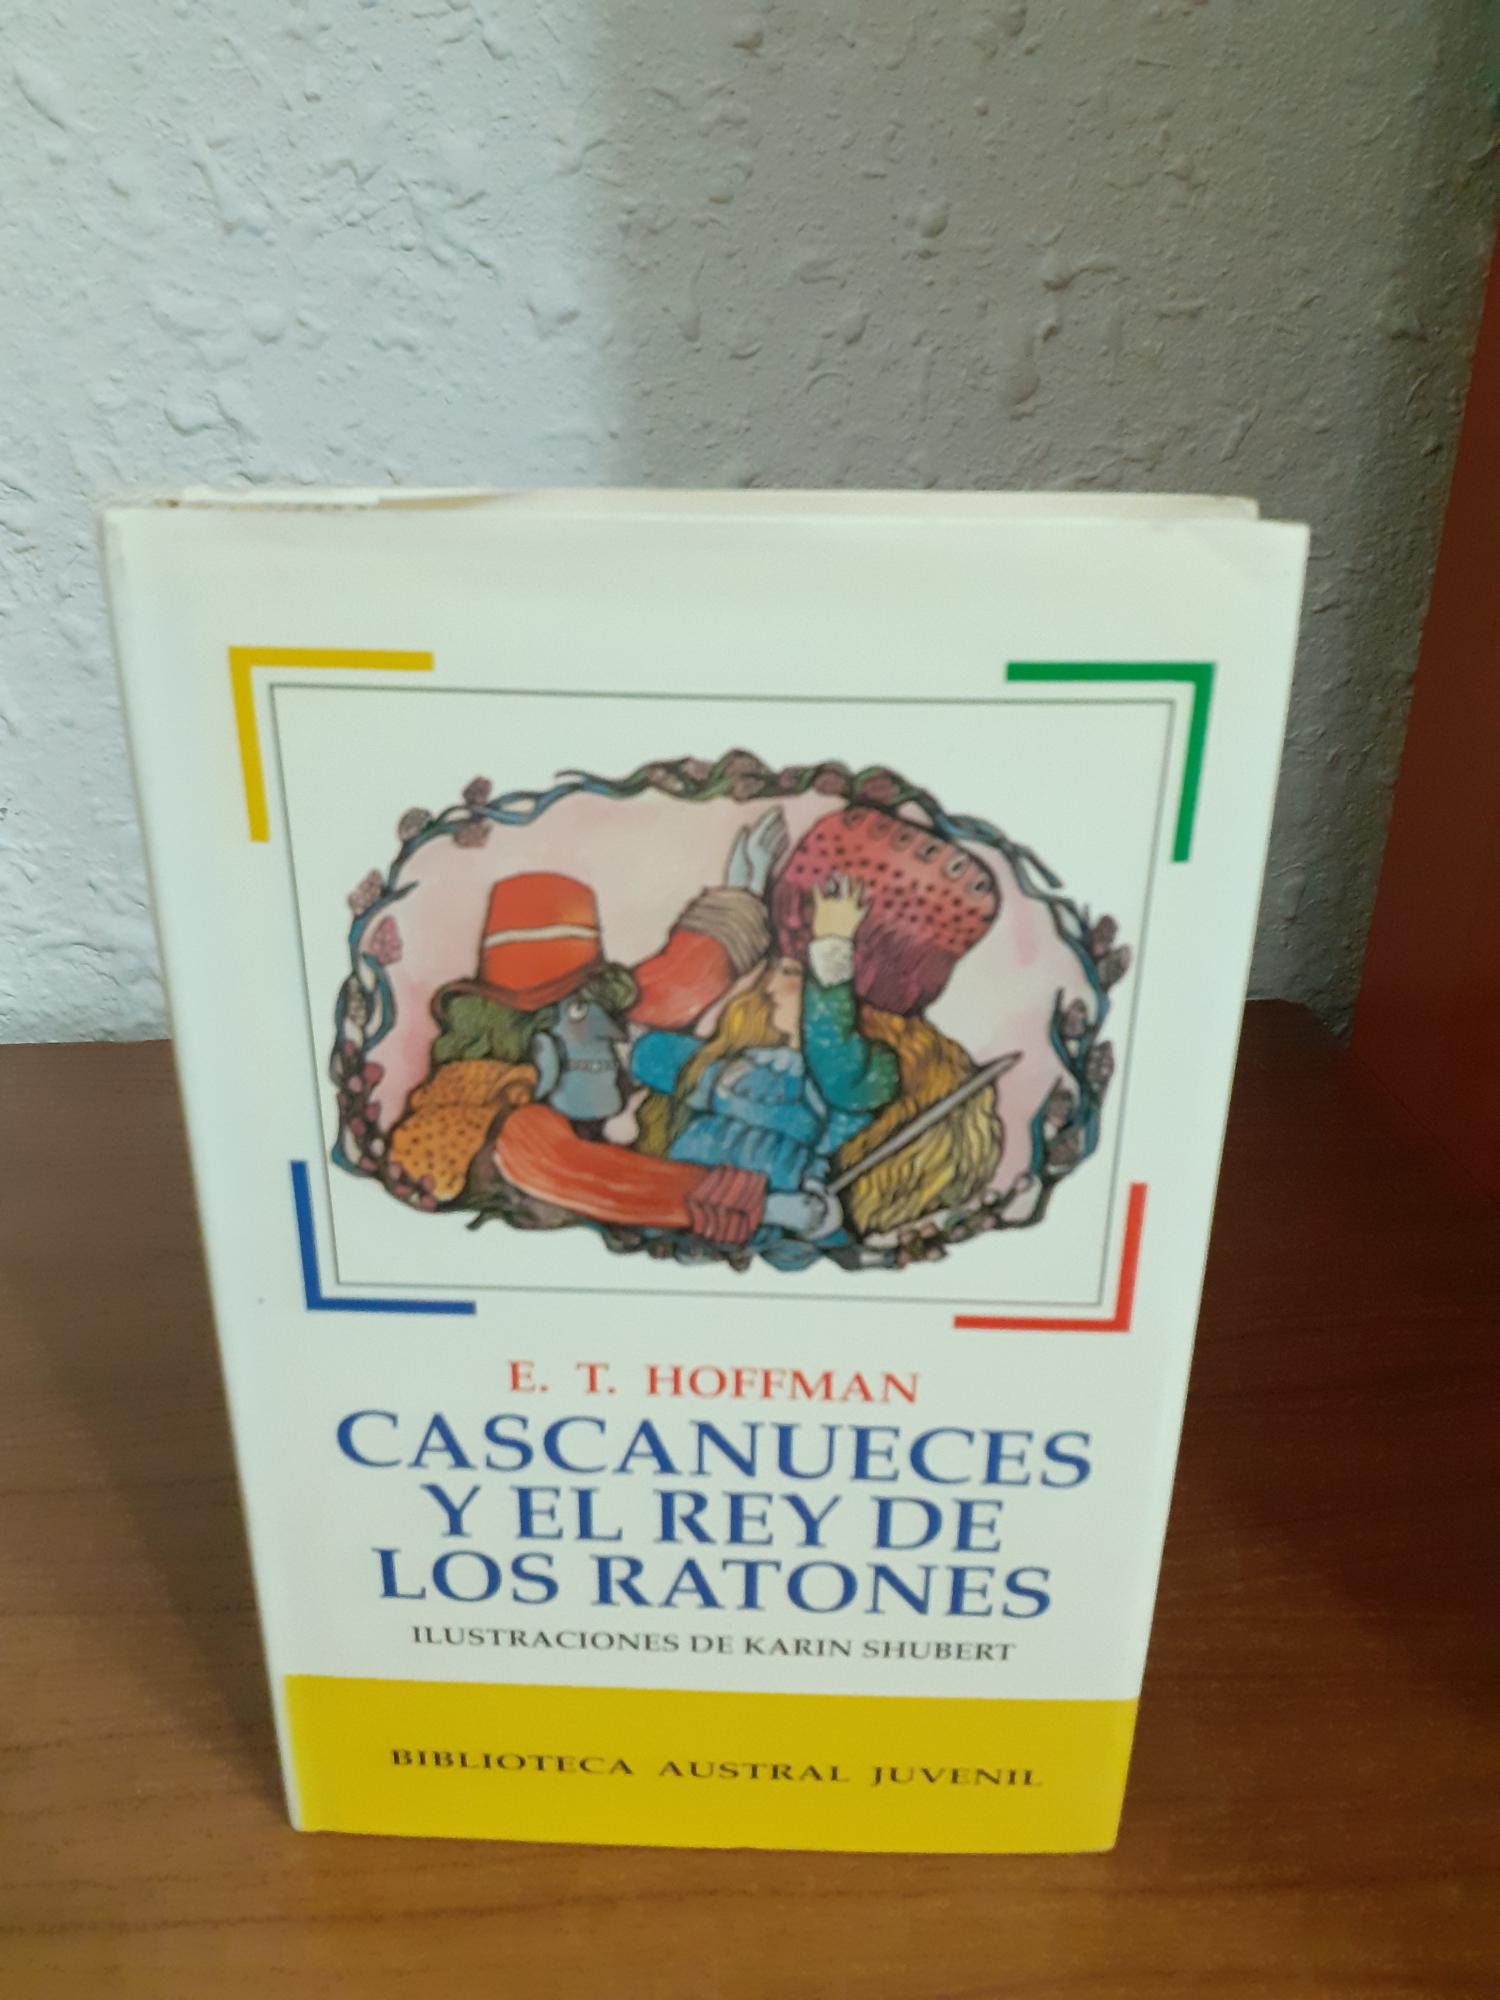 E. T. HOFFMAN
CASCANUECES
Y EL REY DE
LOS RATONES
ILUSTRACIONES DE KARIN SHUBERT
BIBLIOTECA AUSTRAL JUVENIL